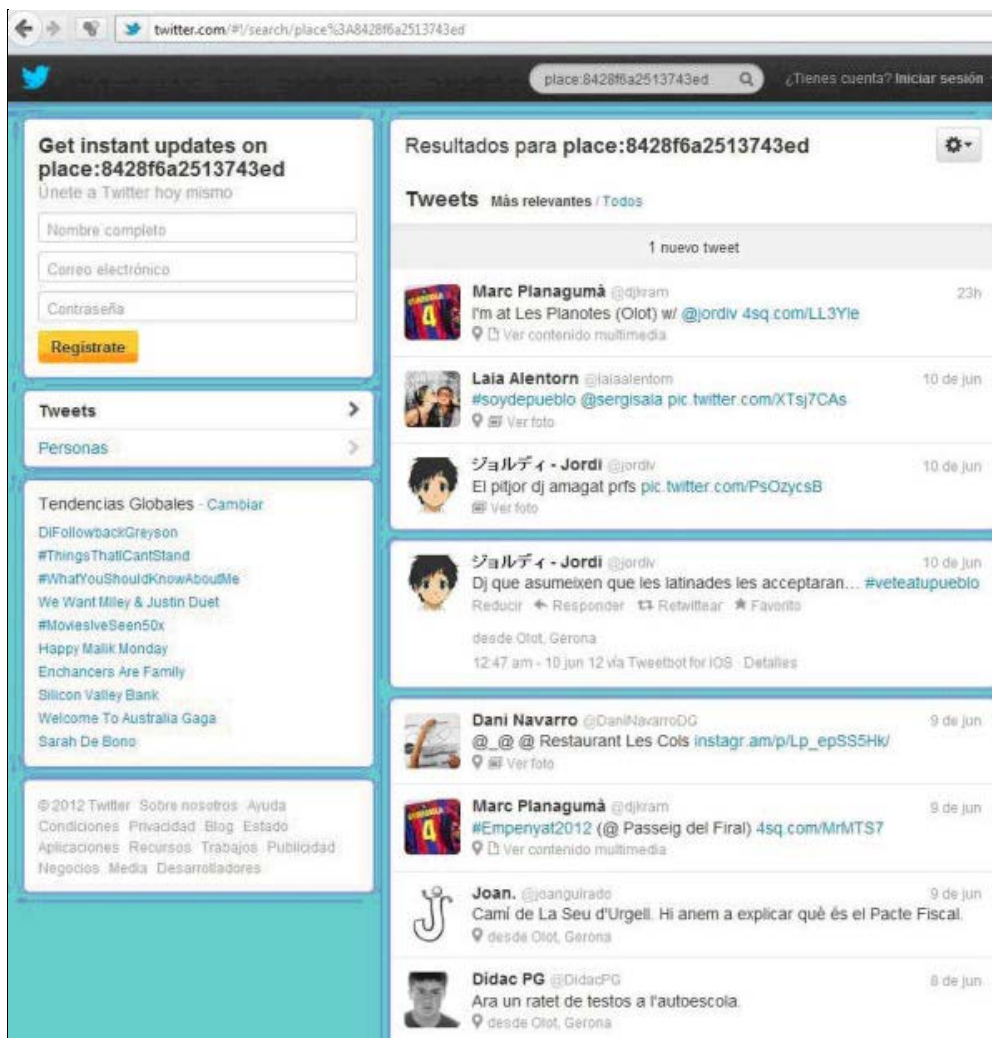 twitter.com/#!/search/place%3A8428f6a2513743ed
place:8428f6a2513743ed
¿Tienes cuenta? Iniciar sesión
Get instant updates on
place:8428f6a2513743ed
Únete a Twitter hoy mismo
Nombre completo
Correo electrónico
Contraseña
Regístrate
Tweets
Personas
Tendencias Globales - Cambiar
DiFollowbackGreyson
#ThingsThatICantStand
#WhatYouShouldKnowAboutMe
We Want Miley & Justin Duet
#MoviesIveSeen50x
Happy Malik Monday
Enchancers Are Family
Silicon Valley Bank
Welcome To Australia Gaga
Sarah De Bono
© 2012 Twitter Sobre nosotros Ayuda
Condiciones Privacidad Blog Estado
Aplicaciones Recursos Trabajos Publicidad
Negocios Media Desarrolladores
Resultados para place:8428f6a2513743ed
Tweets Más relevantes / Todos
1 nuevo tweet
Marc Planagumà @djkram 23h
I'm at Les Planotes (Olot) w/ @jordiv 4sq.com/LL3Yle
Ver contenido multimedia
Laia Alentorn @laiaalentorn 10 de jun
#soydepueblo @sergisala pic.twitter.com/XTsj7CAs
Ver foto
ジョルディ - Jordi @jordiv 10 de jun
El pitjor dj amagat prfs pic.twitter.com/PsOzycsB
Ver foto
ジョルディ - Jordi @jordiv 10 de jun
Dj que asumeixen que les latinades les acceptaran... #veteatupueblo
Reducir Responder Retwittear Favorito
desde Olot, Gerona
12:47 am - 10 jun 12 vía Tweetbot for iOS · Detalles
Dani Navarro @DaniNavarroDG 9 de jun
@_@ @ Restaurant Les Cols instagr.am/p/Lp_epSS5Hk/
Ver foto
Marc Planagumà @djkram 9 de jun
#Empenyat2012 (@ Passeig del Firal) 4sq.com/MrMTS7
Ver contenido multimedia
Joan. @joanguirado 9 de jun
Camí de La Seu d'Urgell. Hi anem a explicar què és el Pacte Fiscal.
desde Olot, Gerona
Dídac PG @DidacPG 8 de jun
Ara un ratet de testos a l'autoescola.
desde Olot, Gerona